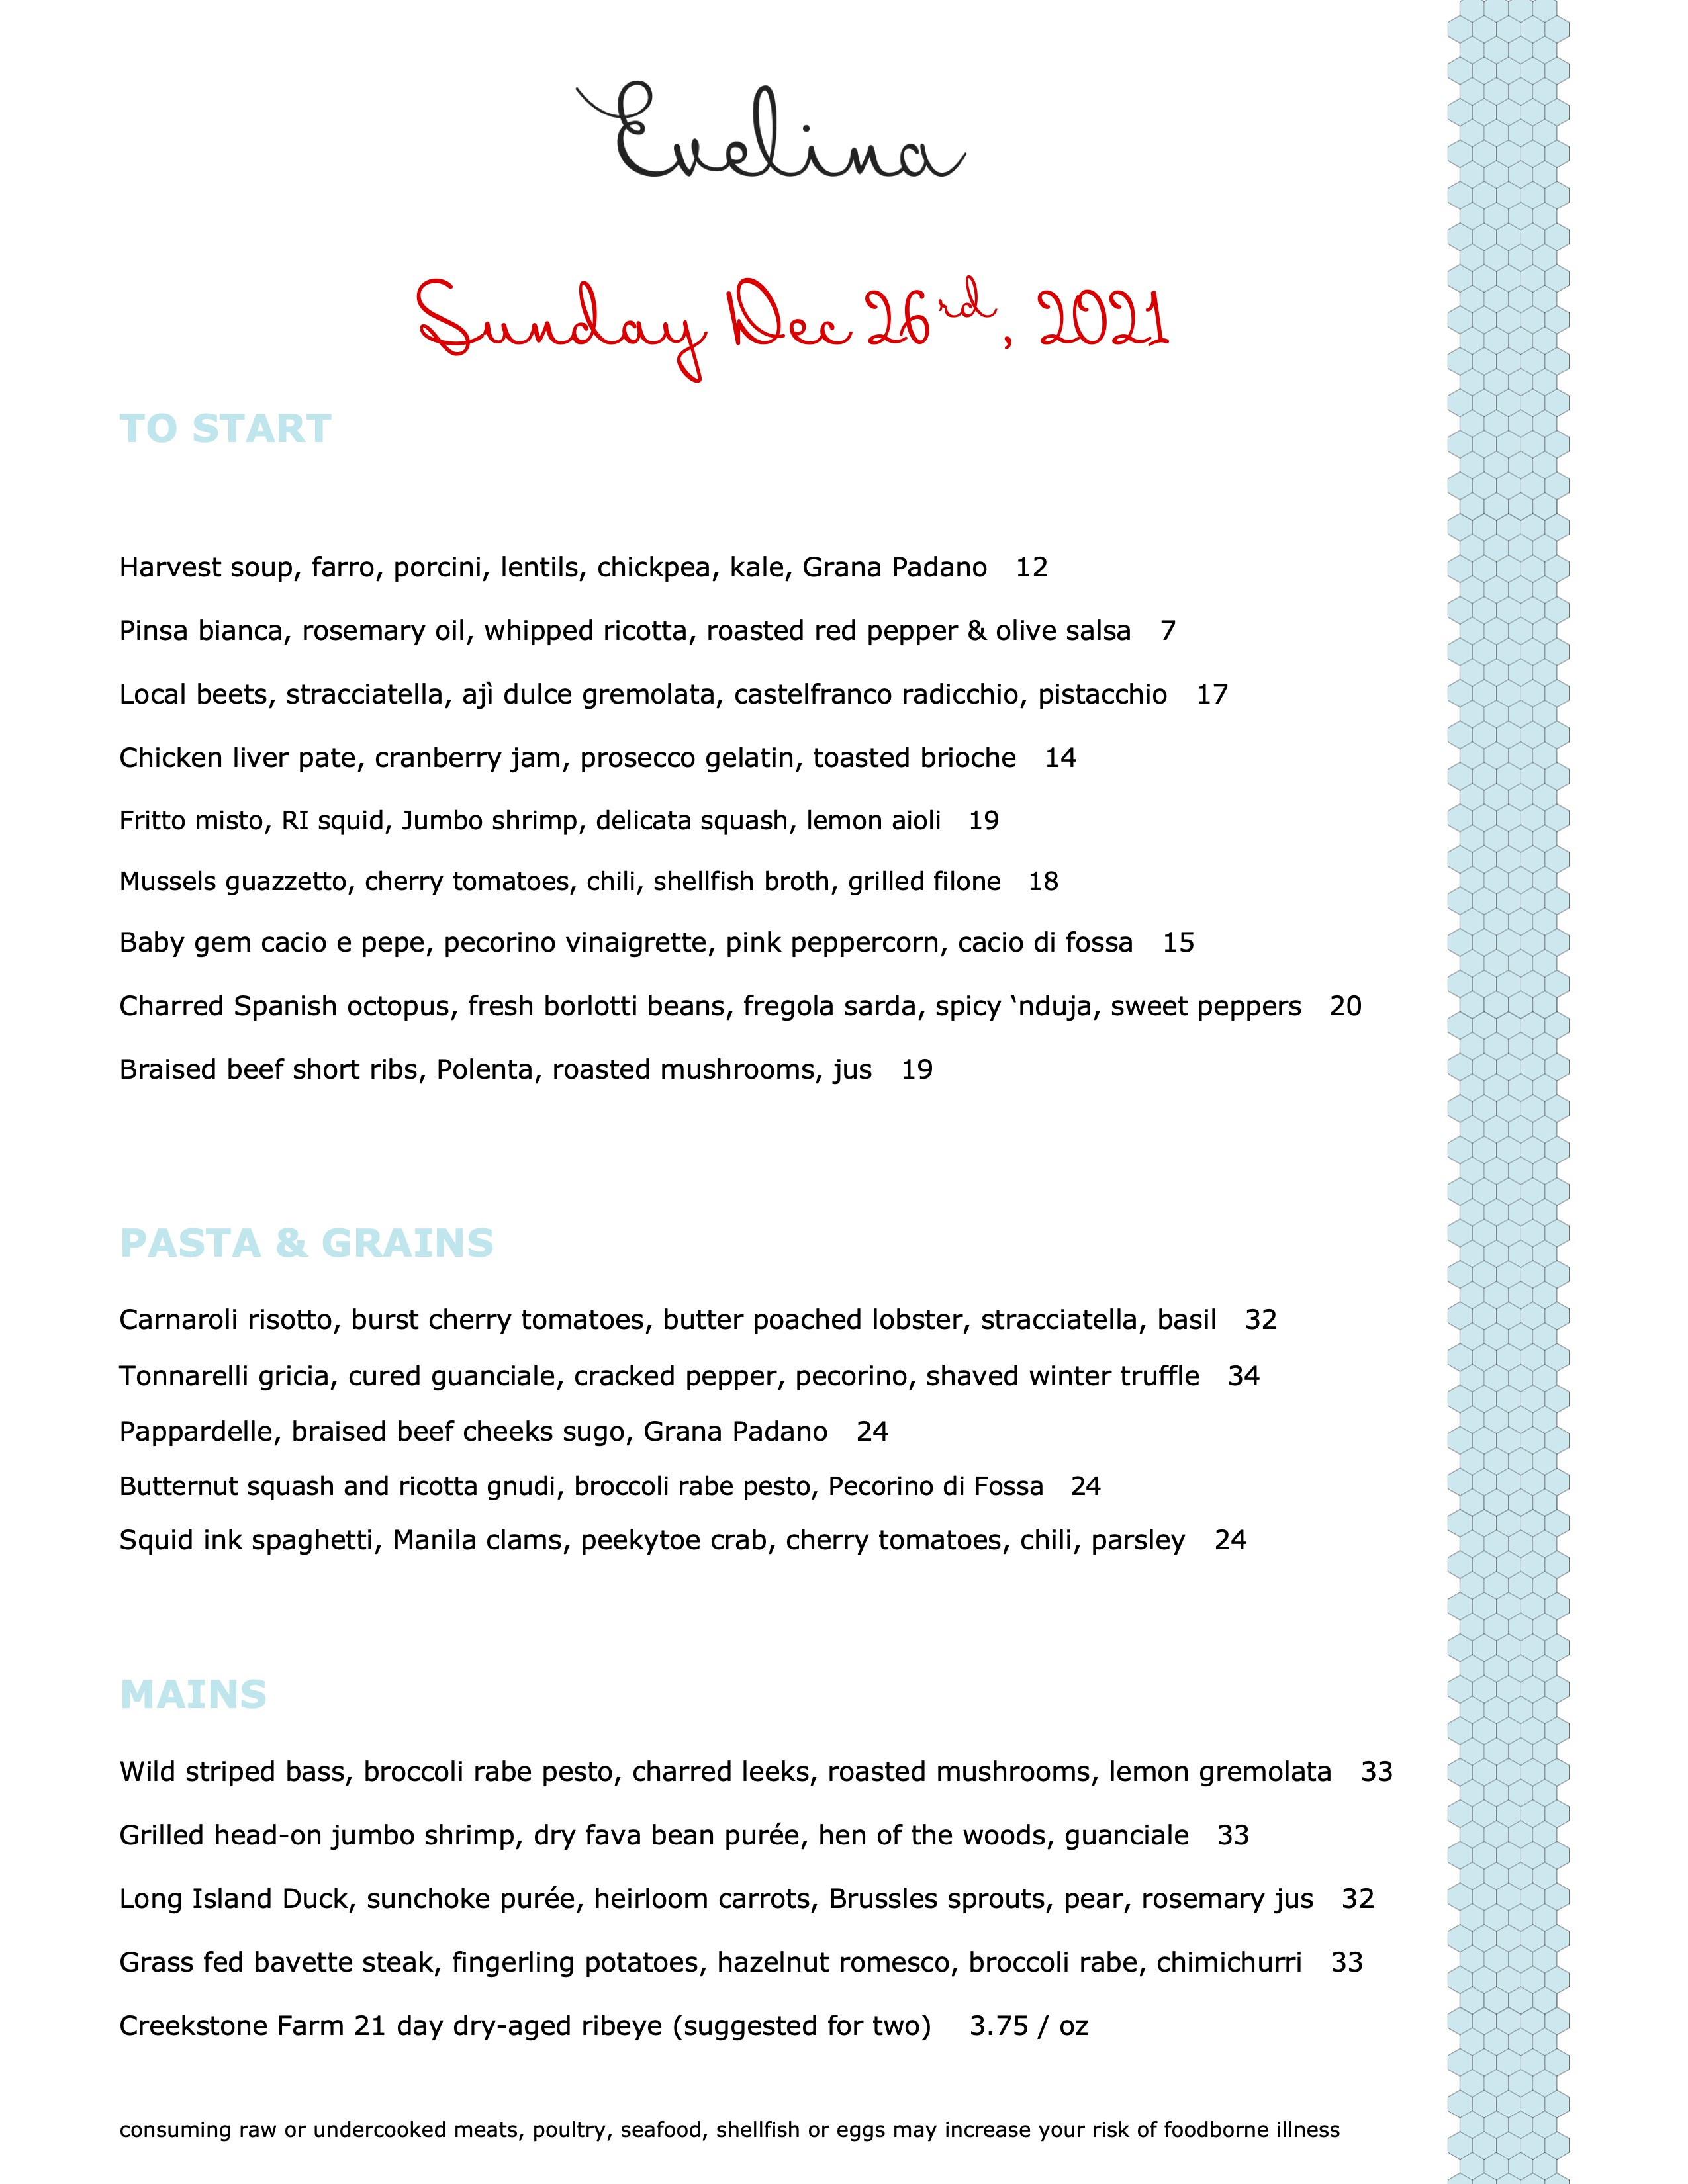 Evelina
Sunday Dec 26rd, 2021
TO START
Harvest soup, farro, porcini, lentils, chickpea, kale, Grana Padano 12
Pinsa bianca, rosemary oil, whipped ricotta, roasted red pepper & olive salsa 7
Local beets, stracciatella, ajì dulce gremolata, castelfranco radicchio, pistacchio 17
Chicken liver pate, cranberry jam, prosecco gelatin, toasted brioche 14
Fritto misto, RI squid, Jumbo shrimp, delicata squash, lemon aioli 19
Mussels guazzetto, cherry tomatoes, chili, shellfish broth, grilled filone 18
Baby gem cacio e pepe, pecorino vinaigrette, pink peppercorn, cacio di fossa 15
Charred Spanish octopus, fresh borlotti beans, fregola sarda, spicy ‘nduja, sweet peppers 20
Braised beef short ribs, Polenta, roasted mushrooms, jus 19
PASTA & GRAINS
Carnaroli risotto, burst cherry tomatoes, butter poached lobster, stracciatella, basil 32
Tonnarelli gricia, cured guanciale, cracked pepper, pecorino, shaved winter truffle 34
Pappardelle, braised beef cheeks sugo, Grana Padano 24
Butternut squash and ricotta gnudi, broccoli rabe pesto, Pecorino di Fossa 24
Squid ink spaghetti, Manila clams, peekytoe crab, cherry tomatoes, chili, parsley 24
MAINS
Wild striped bass, broccoli rabe pesto, charred leeks, roasted mushrooms, lemon gremolata 33
Grilled head-on jumbo shrimp, dry fava bean purée, hen of the woods, guanciale 33
Long Island Duck, sunchoke purée, heirloom carrots, Brussles sprouts, pear, rosemary jus 32
Grass fed bavette steak, fingerling potatoes, hazelnut romesco, broccoli rabe, chimichurri 33
Creekstone Farm 21 day dry-aged ribeye (suggested for two) 3.75 / oz
consuming raw or undercooked meats, poultry, seafood, shellfish or eggs may increase your risk of foodborne illness